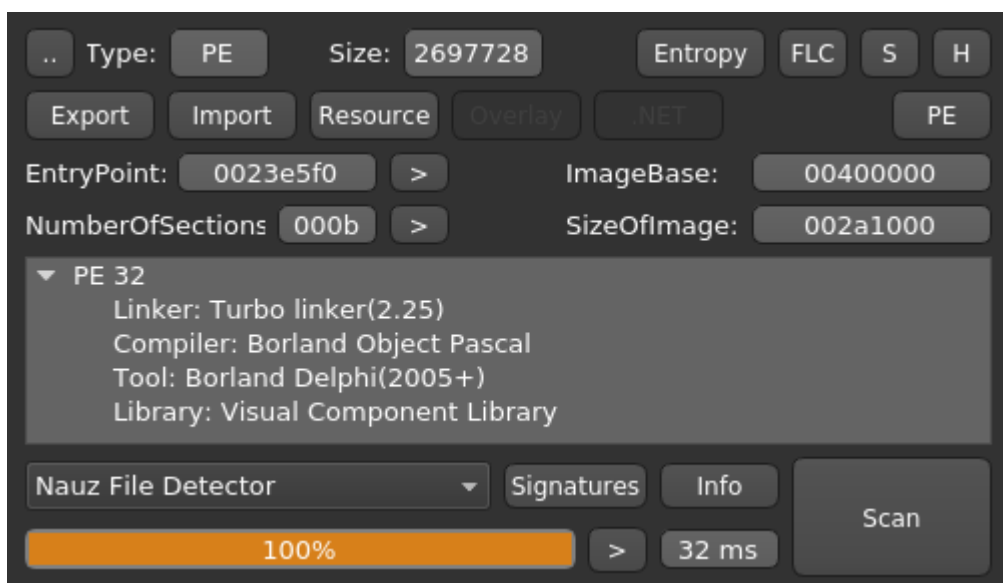 .. Type: PE Size: 2697728 Entropy FLC S H
Export Import Resource Overlay .NET PE
EntryPoint: 0023e5f0 > ImageBase: 00400000
NumberOfSections 000b > SizeOfImage: 002a1000
PE 32
Linker: Turbo linker(2.25)
Compiler: Borland Object Pascal
Tool: Borland Delphi(2005+)
Library: Visual Component Library
Nauz File Detector Signatures Info
Scan
100% > 32 ms